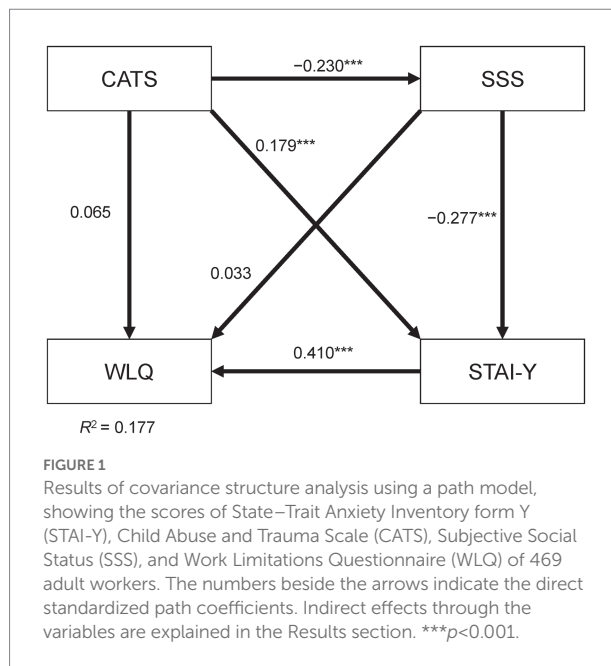 CATS
−0.230***
SSS
0.179***
0.065
−0.277***
0.033
0.410***
WLQ
STAI-Y
R² = 0.177
FIGURE 1
Results of covariance structure analysis using a path model,
showing the scores of State–Trait Anxiety Inventory form Y
(STAI-Y), Child Abuse and Trauma Scale (CATS), Subjective Social
Status (SSS), and Work Limitations Questionnaire (WLQ) of 469
adult workers. The numbers beside the arrows indicate the direct
standardized path coefficients. Indirect effects through the
variables are explained in the Results section. ***p<0.001.